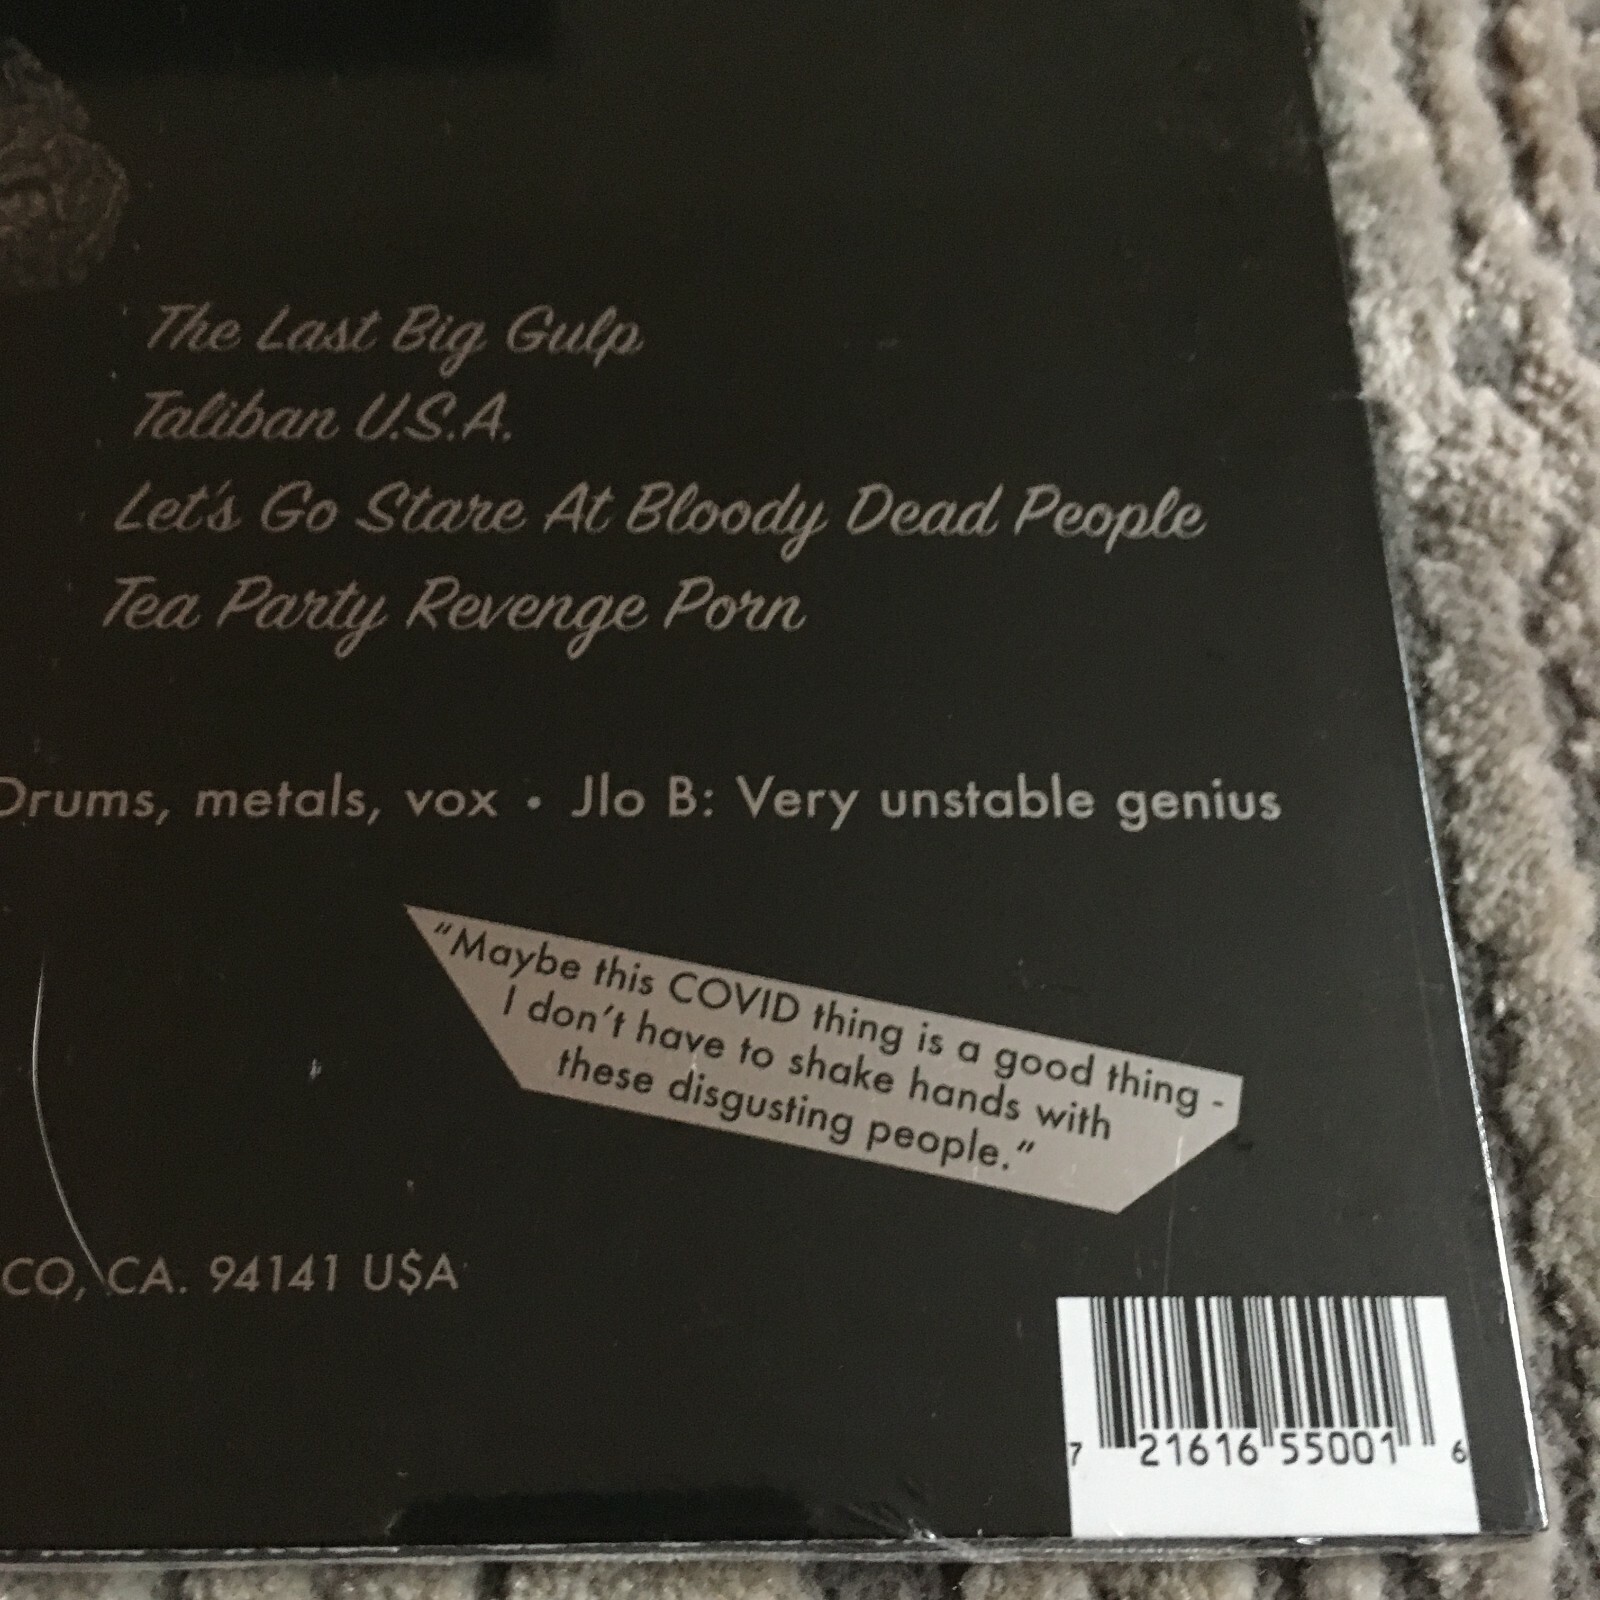 The Last Big Gulp
Taliban U.S.A.
Let's Go Stare At Bloody Dead People
Tea Party Revenge Porn
Drums, metals, vox • Jlo B: Very unstable genius
“Maybe this COVID thing is a good thing -
I don't have to shake hands with
these disgusting people.”
CO, CA. 94141 U$A
7 21616 55001 6